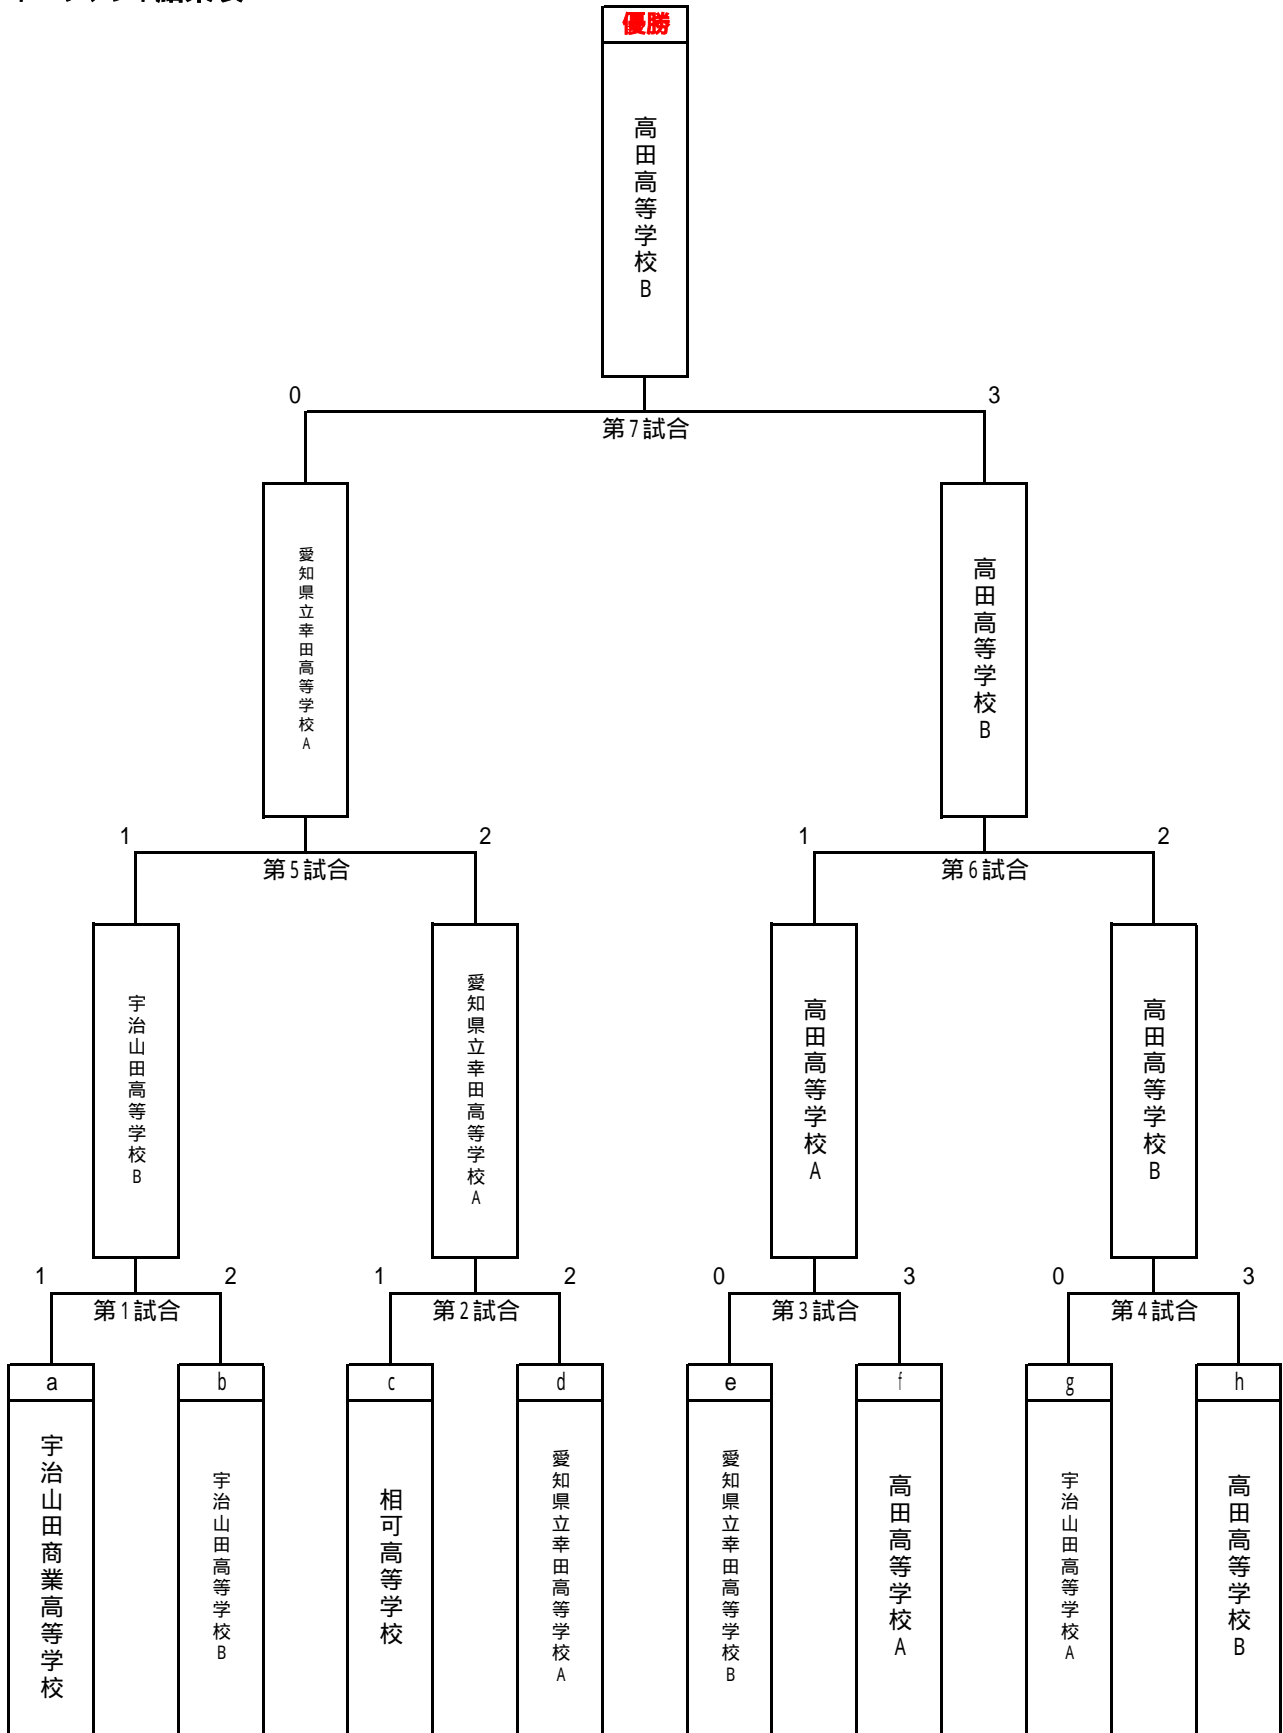 優勝
高田高等学校B
0
3
第7試合
愛知県立幸田高等学校A
高田高等学校B
1
2
1
2
第5試合
第6試合
宇治山田高等学校B
愛知県立幸田高等学校A
高田高等学校A
高田高等学校B
1
2
1
2
0
3
0
3
第1試合
第2試合
第3試合
第4試合
a
b
c
d
e
f
g
h
宇治山田商業高等学校
宇治山田高等学校B
相可高等学校
愛知県立幸田高等学校A
愛知県立幸田高等学校B
高田高等学校A
宇治山田高等学校A
高田高等学校B